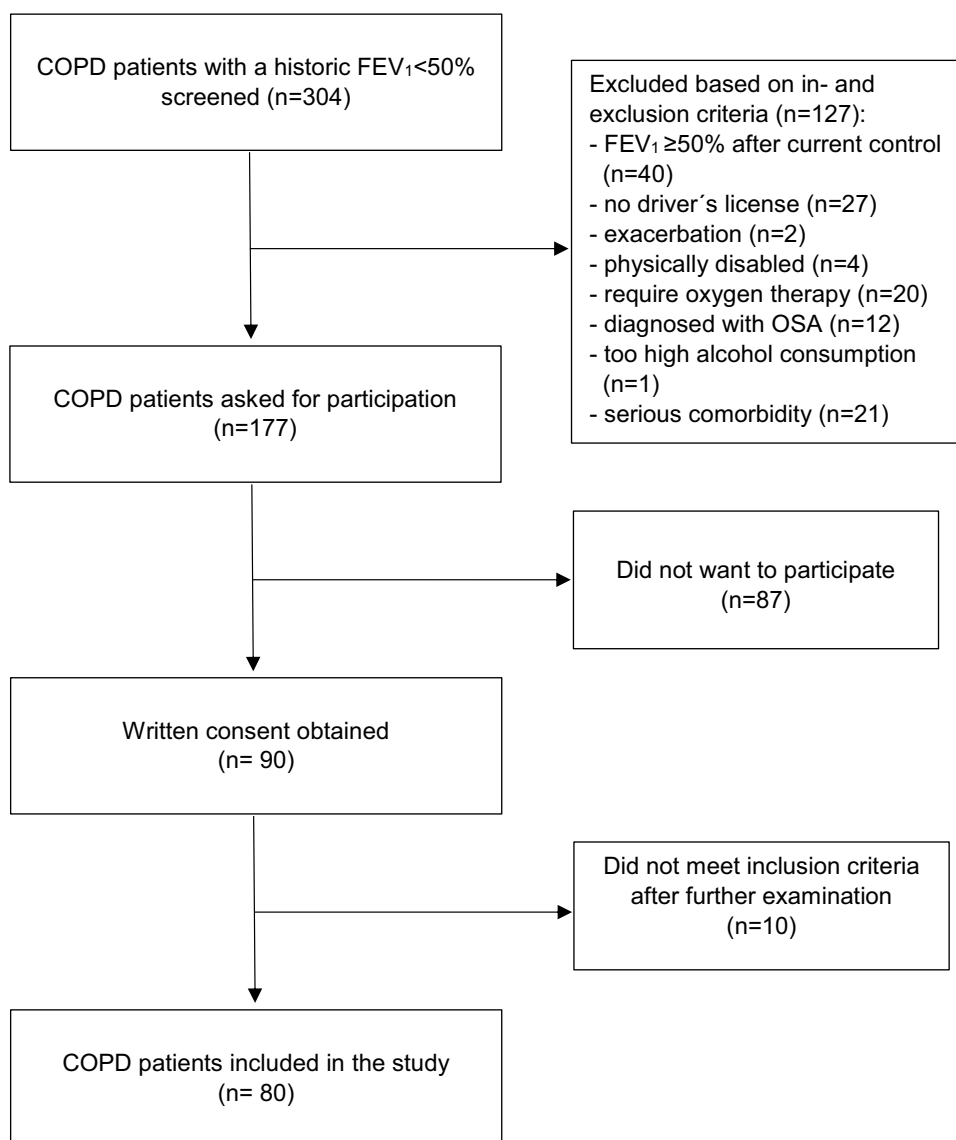 COPD patients with a historic FEV₁<50%
screened (n=304)
Excluded based on in- and
exclusion criteria (n=127):
- FEV₁ ≥50% after current control
(n=40)
- no driver´s license (n=27)
- exacerbation (n=2)
- physically disabled (n=4)
- require oxygen therapy (n=20)
- diagnosed with OSA (n=12)
- too high alcohol consumption
(n=1)
- serious comorbidity (n=21)
COPD patients asked for participation
(n=177)
Did not want to participate
(n=87)
Written consent obtained
(n= 90)
Did not meet inclusion criteria
after further examination
(n=10)
COPD patients included in the study
(n= 80)